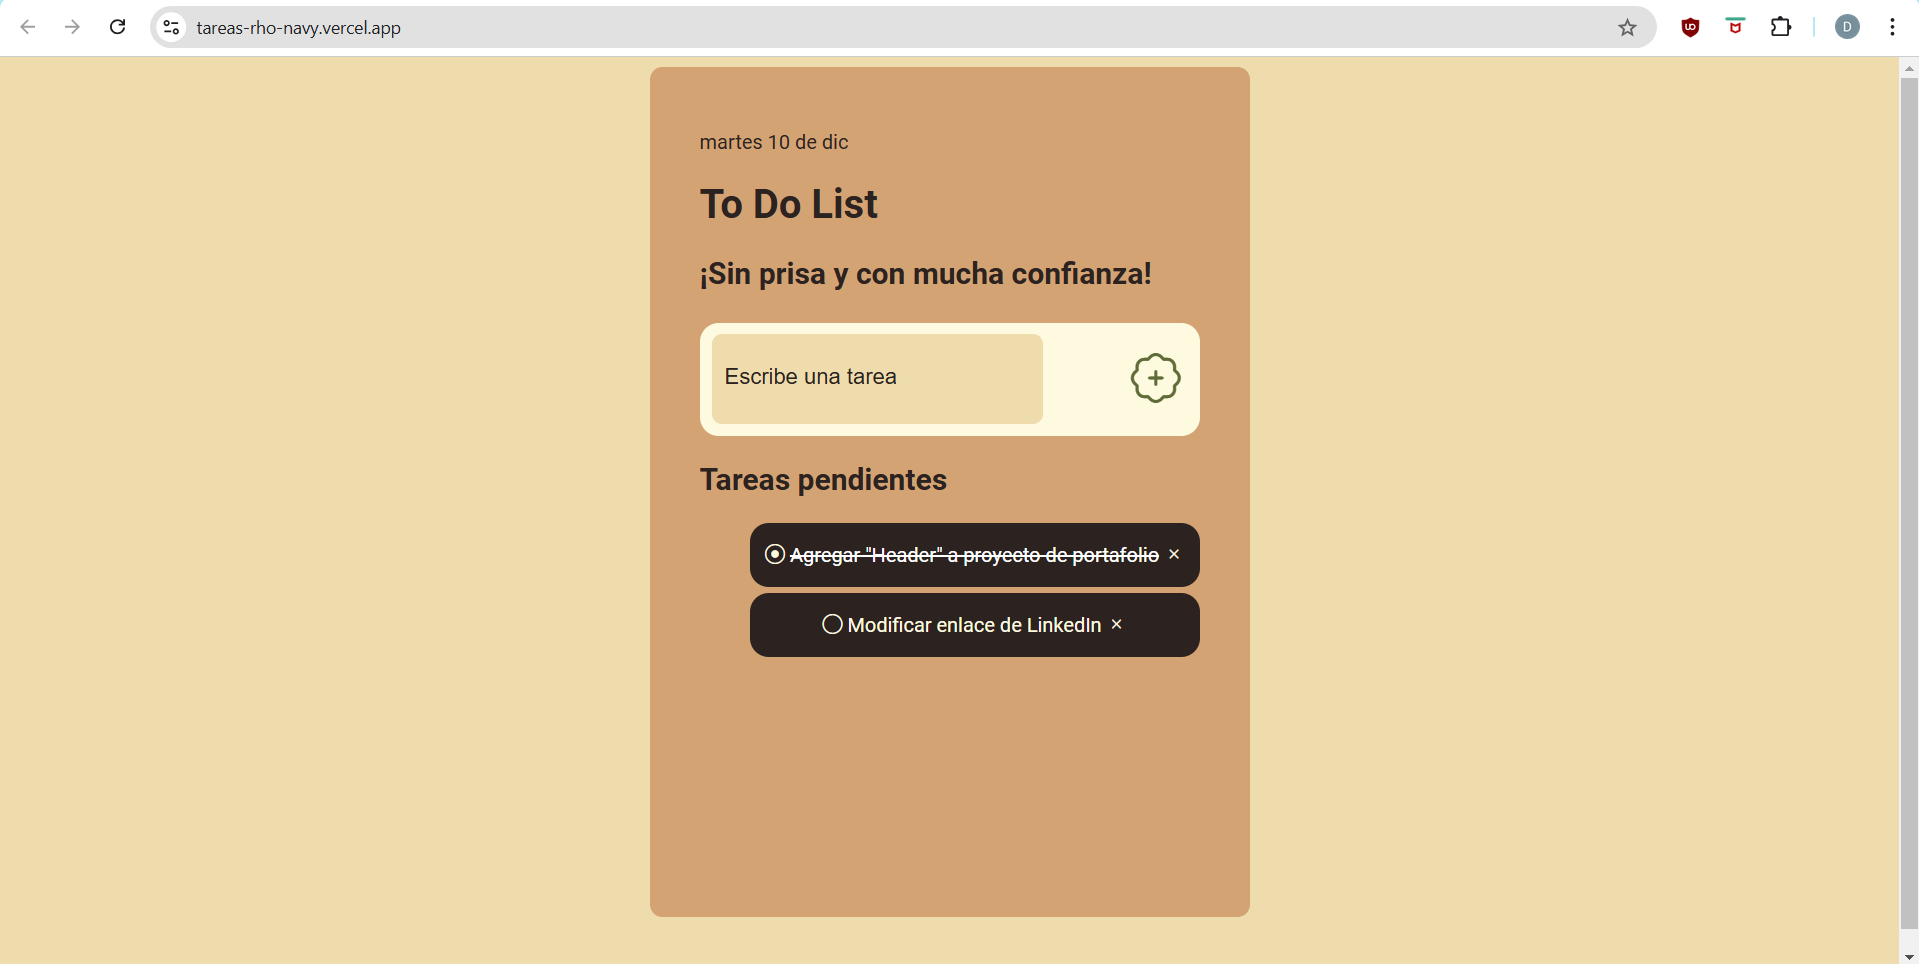 tareas-rho-navy.vercel.app
D
martes 10 de dic
To Do List
¡Sin prisa y con mucha confianza!
Escribe una tarea
Tareas pendientes
Agregar "Header" a proyecto de portafolio ×
Modificar enlace de LinkedIn ×